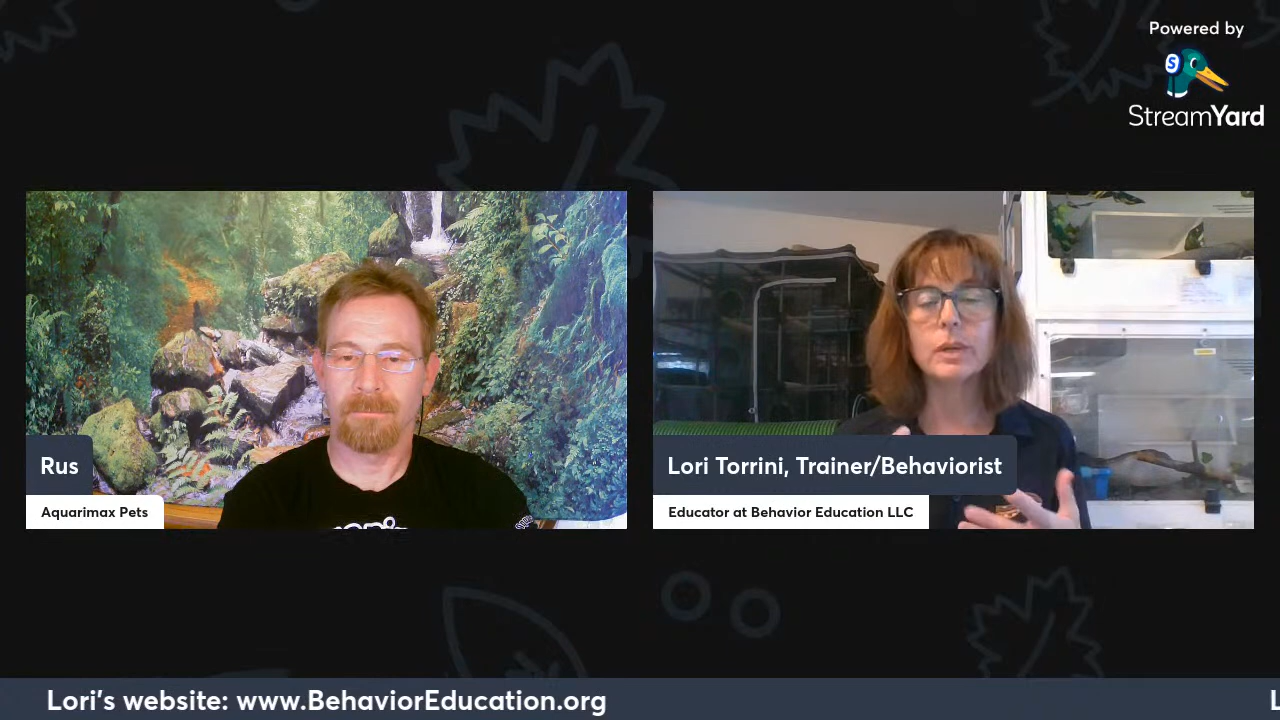 Powered by
S
StreamYard
Rus
Aquarimax Pets
Lori Torrini, Trainer/Behaviorist
Educator at Behavior Education LLC
Lori's website: www.BehaviorEducation.org
L